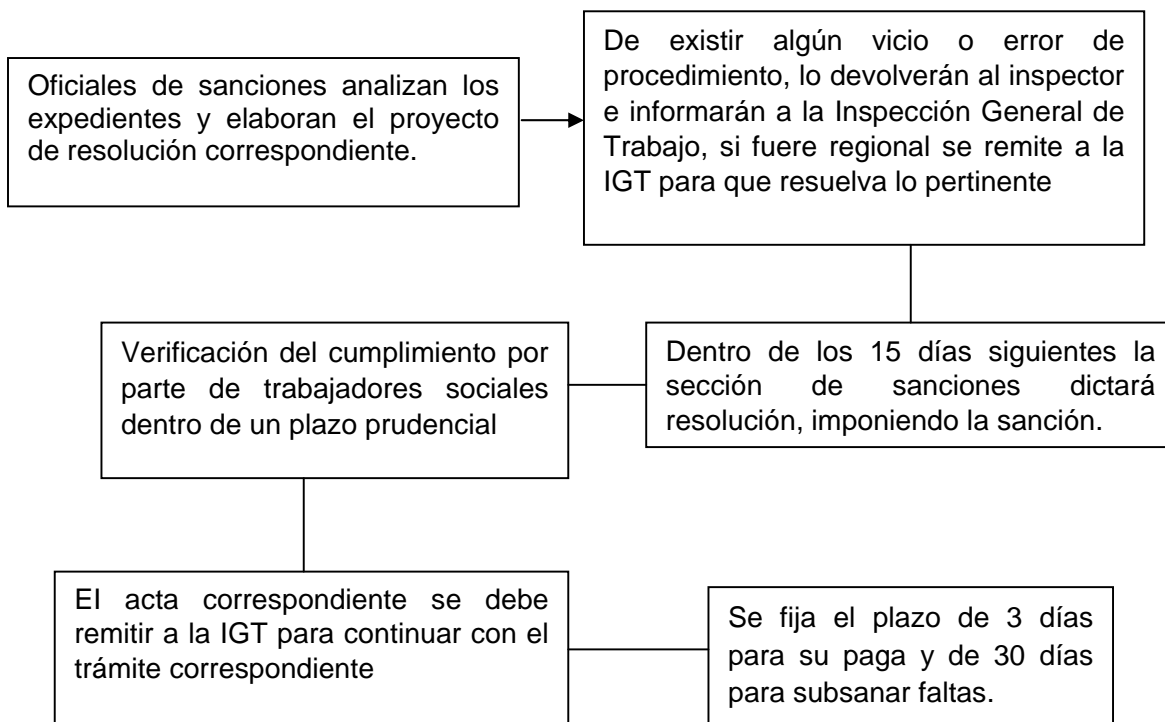 Oficiales de sanciones analizan los
expedientes y elaboran el proyecto
de resolución correspondiente.
De existir algún vicio o error de
procedimiento, lo devolverán al inspector
e informarán a la Inspección General de
Trabajo, si fuere regional se remite a la
IGT para que resuelva lo pertinente
Verificación del cumplimiento por
parte de trabajadores sociales
dentro de un plazo prudencial
Dentro de los 15 días siguientes la
sección de sanciones dictará
resolución, imponiendo la sanción.
El acta correspondiente se debe
remitir a la IGT para continuar con el
trámite correspondiente
Se fija el plazo de 3 días
para su paga y de 30 días
para subsanar faltas.